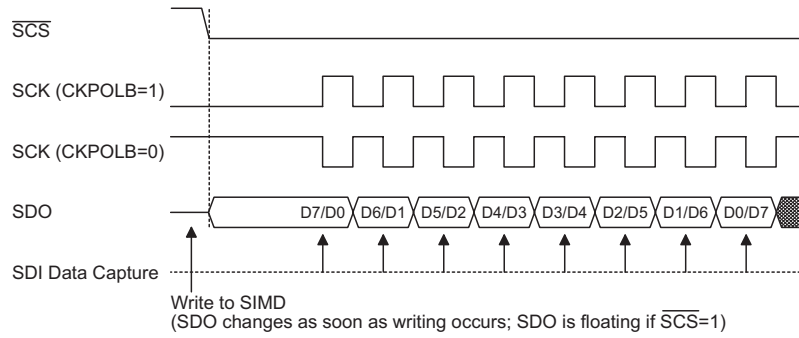 SCS
SCK (CKPOLB=1)
SCK (CKPOLB=0)
SDO
D7/D0 D6/D1 D5/D2 D4/D3 D3/D4 D2/D5 D1/D6 D0/D7
SDI Data Capture
Write to SIMD
(SDO changes as soon as writing occurs; SDO is floating if SCS=1)